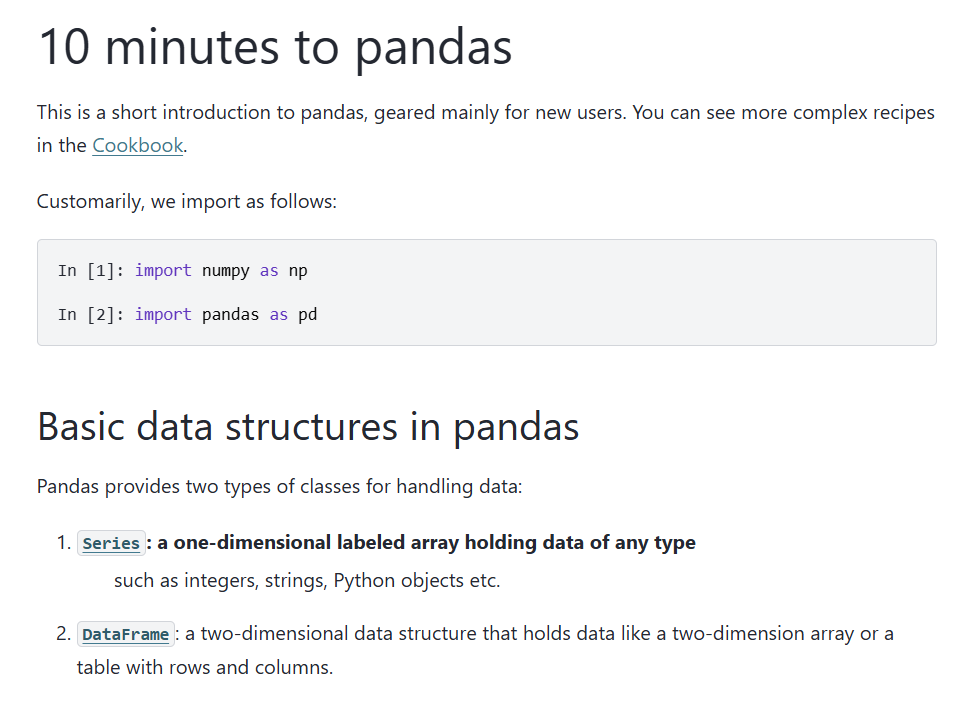 10 minutes to pandas
This is a short introduction to pandas, geared mainly for new users. You can see more complex recipes
in the Cookbook.
Customarily, we import as follows:
In [1]: import numpy as np
In [2]: import pandas as pd
Basic data structures in pandas
Pandas provides two types of classes for handling data:
1. Series: a one-dimensional labeled array holding data of any type
such as integers, strings, Python objects etc.
2. DataFrame: a two-dimensional data structure that holds data like a two-dimension array or a
table with rows and columns.